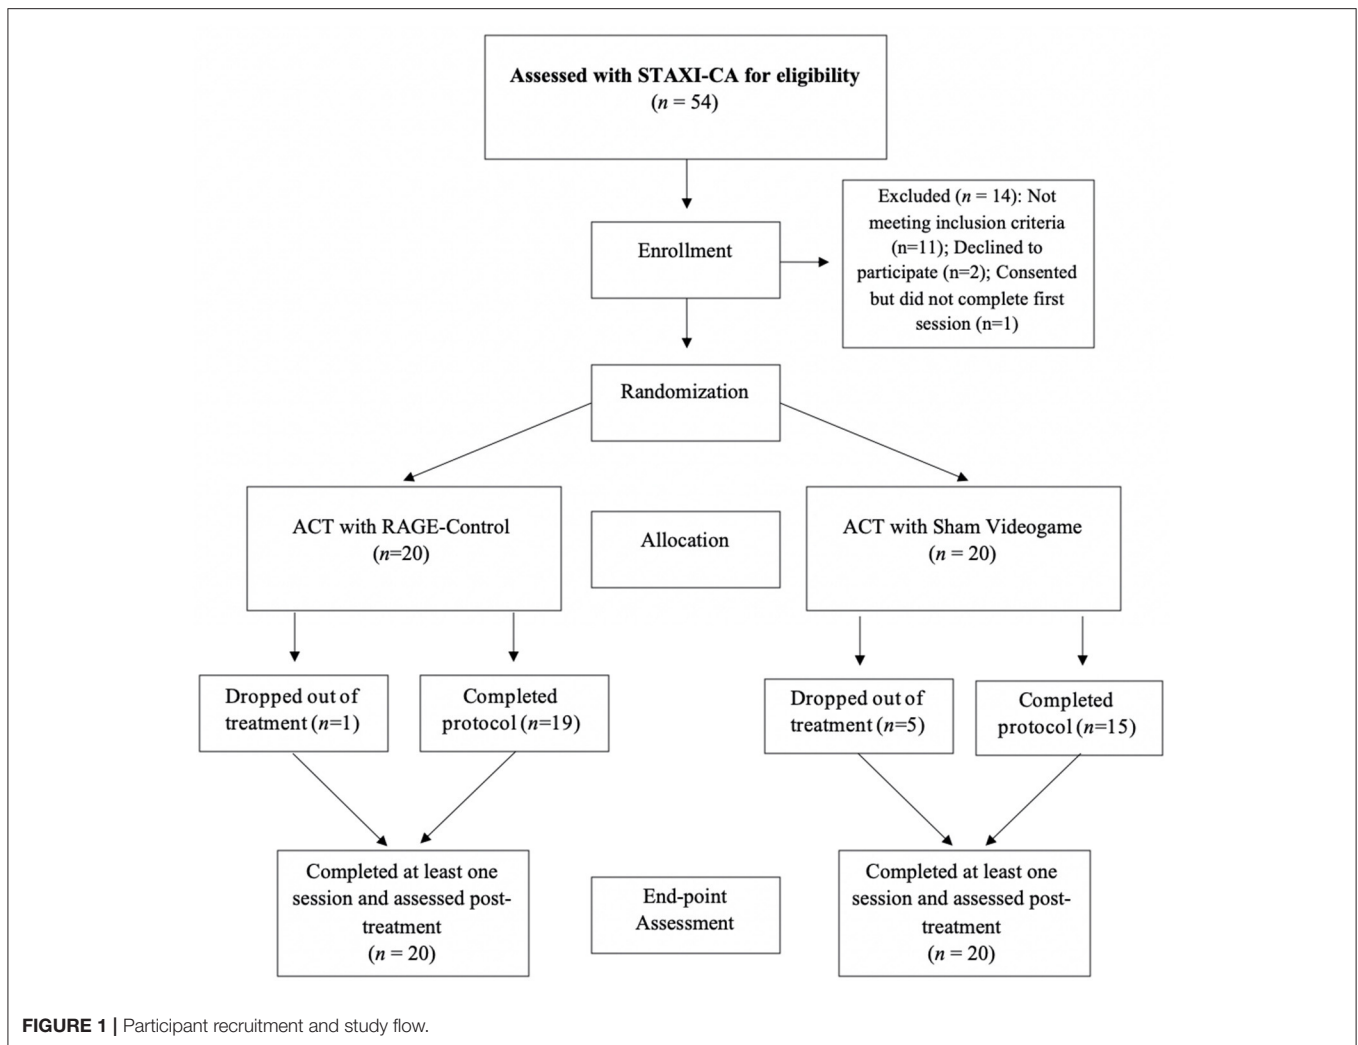 Assessed with STAXI-CA for eligibility
(n = 54)
Enrollment
Excluded (n = 14): Not
meeting inclusion criteria
(n=11); Declined to
participate (n=2); Consented
but did not complete first
session (n=1)
Randomization
ACT with RAGE-Control
(n=20)
Allocation
ACT with Sham Videogame
(n = 20)
Dropped out of
treatment (n=1)
Completed
protocol (n=19)
Dropped out of
treatment (n=5)
Completed
protocol (n=15)
Completed at least one
session and assessed post-
treatment
(n = 20)
End-point
Assessment
Completed at least one
session and assessed post-
treatment
(n = 20)
FIGURE 1 | Participant recruitment and study flow.